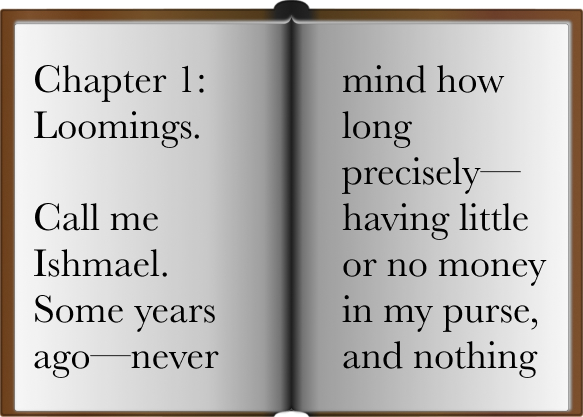 Chapter 1:
Loomings.
Call me
Ishmael.
Some years
ago—never
mind how
long
precisely—
having little
or no money
in my purse,
and nothing